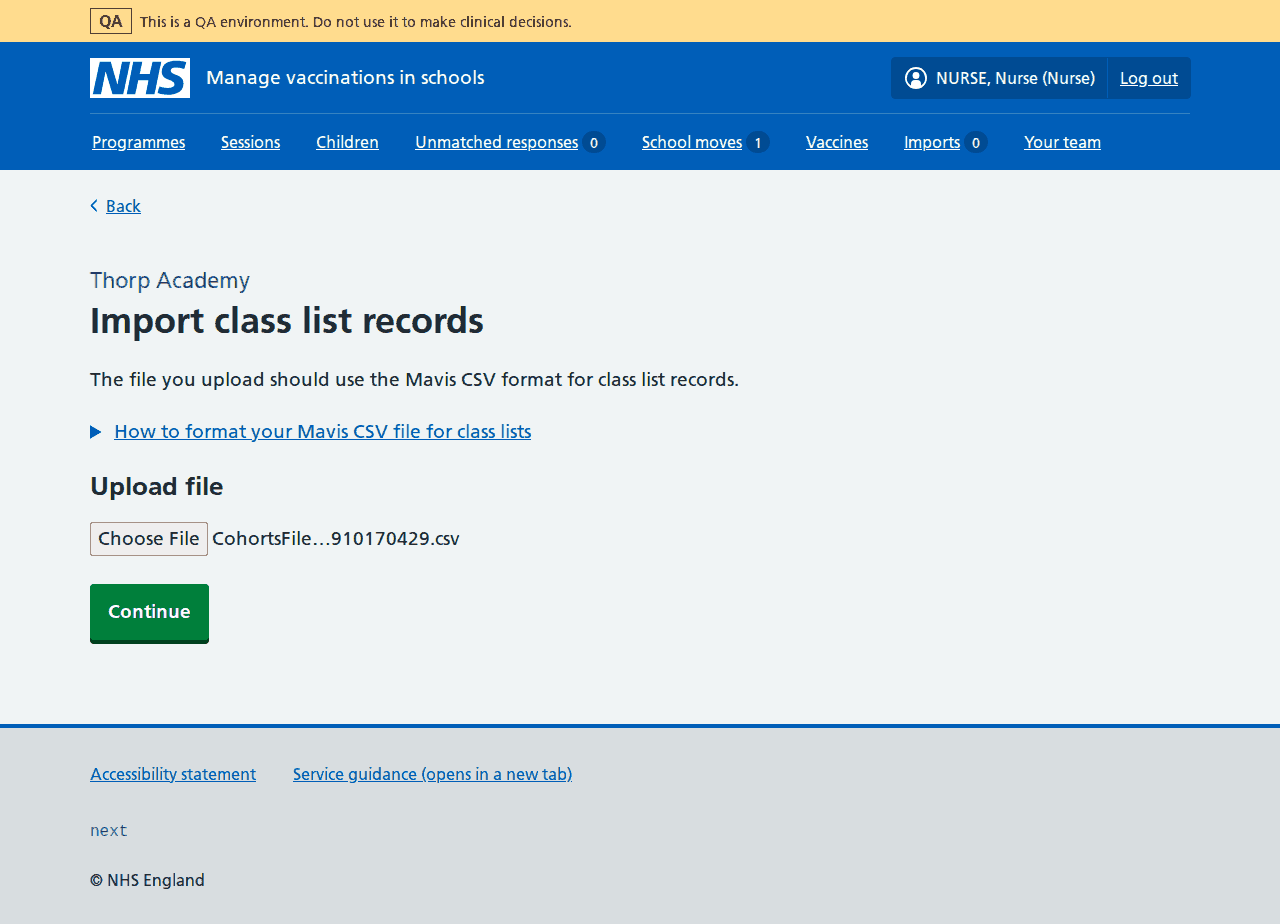 QA This is a QA environment. Do not use it to make clinical decisions.
NHS Manage vaccinations in schools NURSE, Nurse (Nurse) Log out
Programmes Sessions Children Unmatched responses 0 School moves 1 Vaccines Imports 0 Your team
Back
Thorp Academy
Import class list records
The file you upload should use the Mavis CSV format for class list records.
How to format your Mavis CSV file for class lists
Upload file
Choose File CohortsFile…910170429.csv
Continue
Accessibility statement Service guidance (opens in a new tab)
next
© NHS England